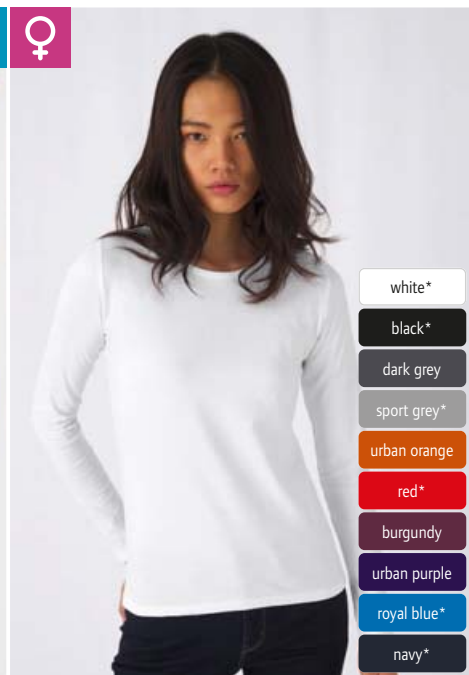 white*
black*
dark grey
sport grey*
urban orange
red*
burgundy
urban purple
royal blue*
navy*